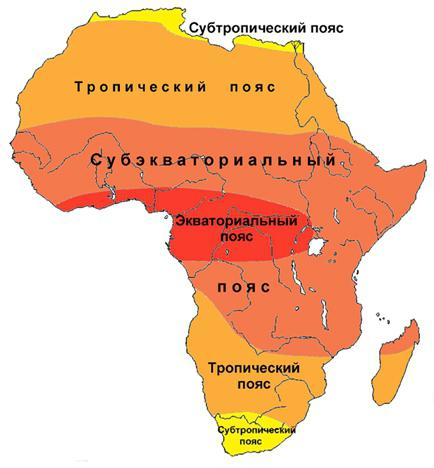 Субтропический пояс
Тропический пояс
Субэкваториальный
Экваториальный
пояс
пояс
Тропический
пояс
Субтропический
пояс